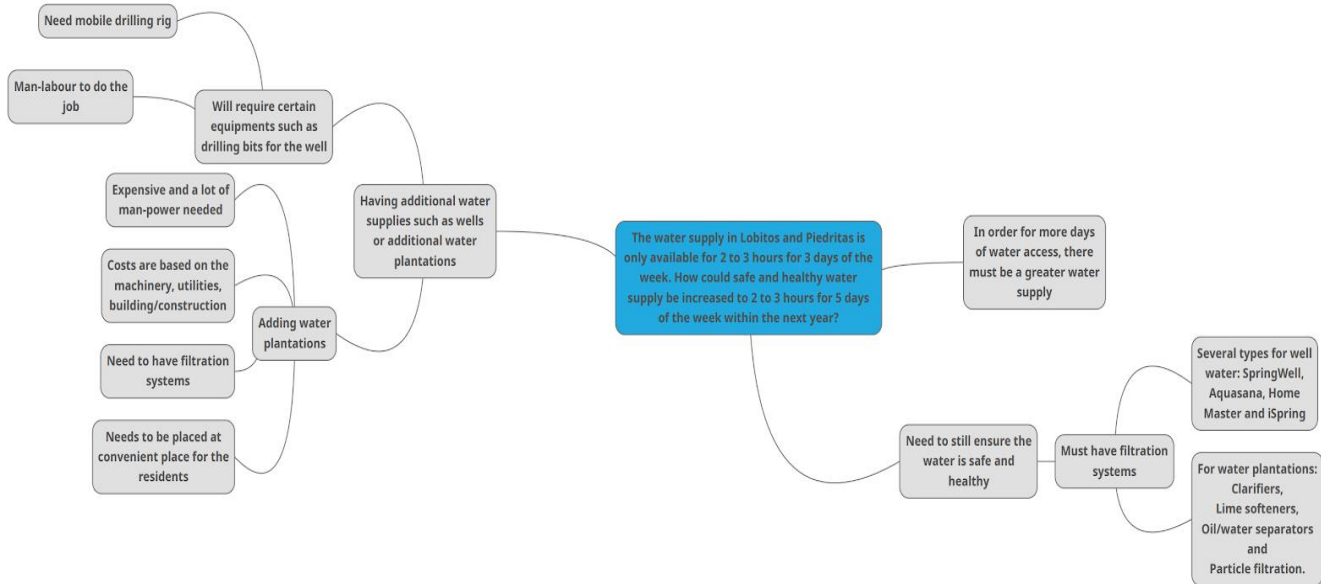 Need mobile drilling rig
Man-labour to do the
job
Will require certain
equipments such as
drilling bits for the well
Expensive and a lot of
man-power needed
Costs are based on the
machinery, utilities,
building/construction
Need to have filtration
systems
Needs to be placed at
convenient place for the
residents
Adding water
plantations
Having additional water
supplies such as wells
or additional water
plantations
The water supply in Lobitos and Piedritas is
only available for 2 to 3 hours for 3 days of the
week. How could safe and healthy water
supply be increased to 2 to 3 hours for 5 days
of the week within the next year?
In order for more days
of water access, there
must be a greater water
supply
Need to still ensure the
water is safe and
healthy
Must have filtration
systems
Several types for well
water: SpringWell,
Aquasana, Home
Master and iSpring
For water plantations:
Clarifiers,
Lime softeners,
Oil/water separators
and
Particle filtration.